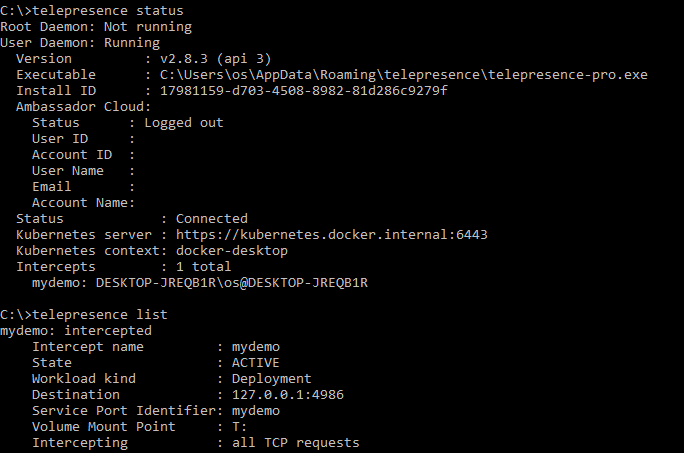 C:\>telepresence status
Root Daemon: Not running
User Daemon: Running
  Version         : v2.8.3 (api 3)
  Executable      : C:\Users\os\AppData\Roaming\telepresence\telepresence-pro.exe
  Install ID      : 17981159-d703-4508-8982-81d286c9279f
  Ambassador Cloud:
    Status      : Logged out
    User ID     :
    Account ID  :
    User Name   :
    Email       :
    Account Name:
  Status            : Connected
  Kubernetes server : https://kubernetes.docker.internal:6443
  Kubernetes context: docker-desktop
  Intercepts        : 1 total
    mydemo: DESKTOP-JREQB1R\os@DESKTOP-JREQB1R

C:\>telepresence list
mydemo: intercepted
    Intercept name         : mydemo
    State                  : ACTIVE
    Workload kind          : Deployment
    Destination            : 127.0.0.1:4986
    Service Port Identifier: mydemo
    Volume Mount Point     : T:
    Intercepting           : all TCP requests